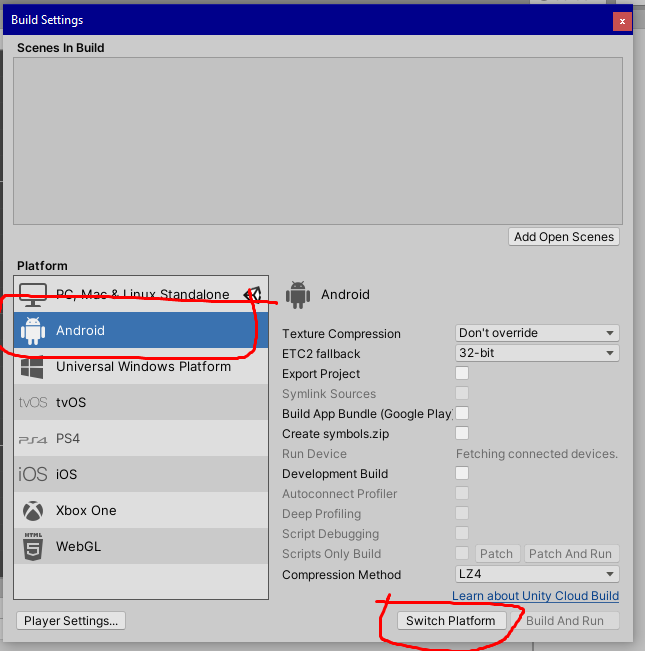 Build Settings
x
Scenes In Build
Add Open Scenes
Platform
PC, Mac & Linux Standalone
Android
Universal Windows Platform
tvOS tvOS
PS4 PS4
iOS iOS
Xbox One
HTML 5 WebGL
Android
Texture Compression Don't override
ETC2 fallback 32-bit
Export Project
Symlink Sources
Build App Bundle (Google Play
Create symbols.zip
Run Device Fetching connected devices.
Development Build
Autoconnect Profiler
Deep Profiling
Script Debugging
Scripts Only Build Patch Patch And Run
Compression Method LZ4
Learn about Unity Cloud Build
Player Settings... Switch Platform Build And Run